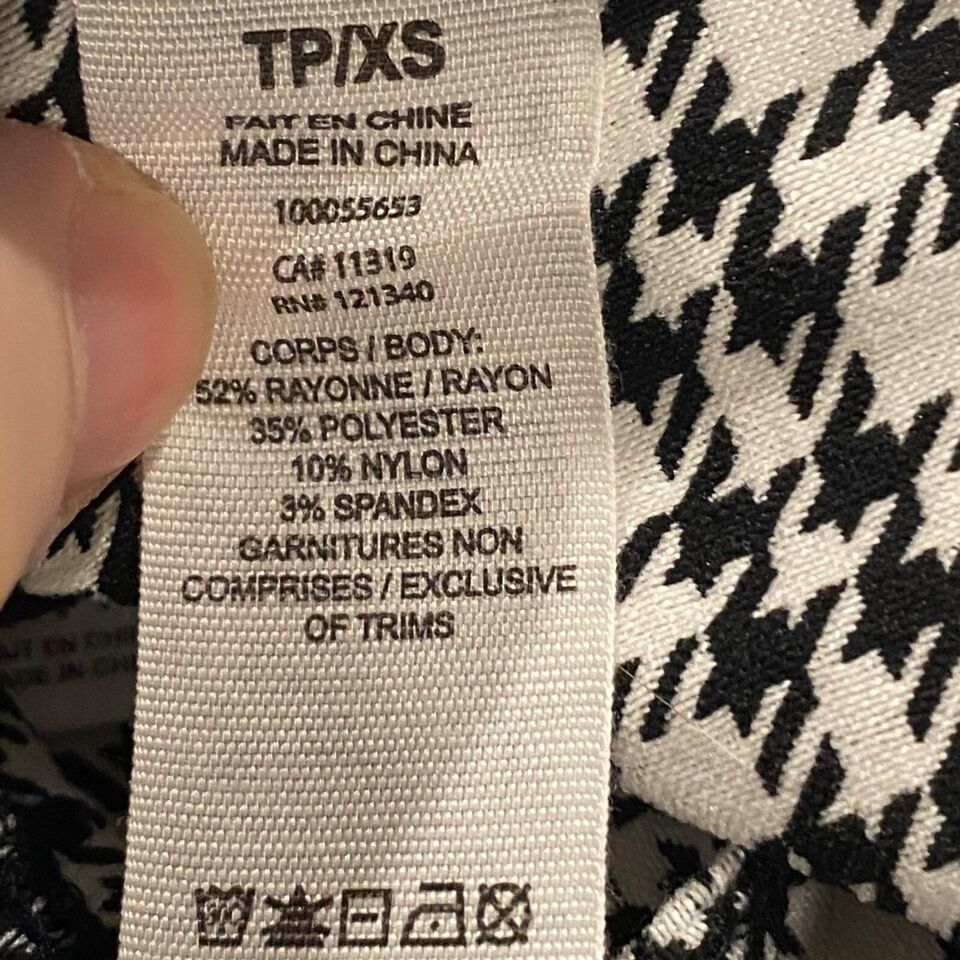 TP/XS
FAIT EN CHINE
MADE IN CHINA
100055653
CA# 11319
RN# 121340
CORPS / BODY:
52% RAYONNE / RAYON
35% POLYESTER
10% NYLON
3% SPANDEX
GARNITURES NON
COMPRISES / EXCLUSIVE
OF TRIMS